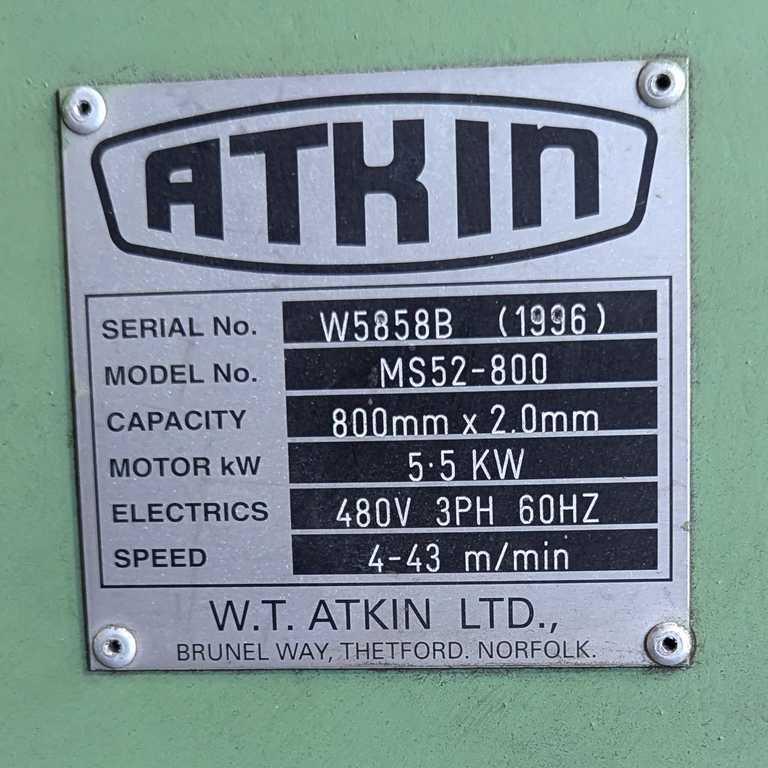 ATKIN
SERIAL No. W5858B (1996)
MODEL No. MS52-800
CAPACITY 800mm x 2.0mm
MOTOR kW 5·5 KW
ELECTRICS 480V 3PH 60HZ
SPEED 4-43 m/min
W.T. ATKIN LTD.,
BRUNEL WAY, THETFORD. NORFOLK.